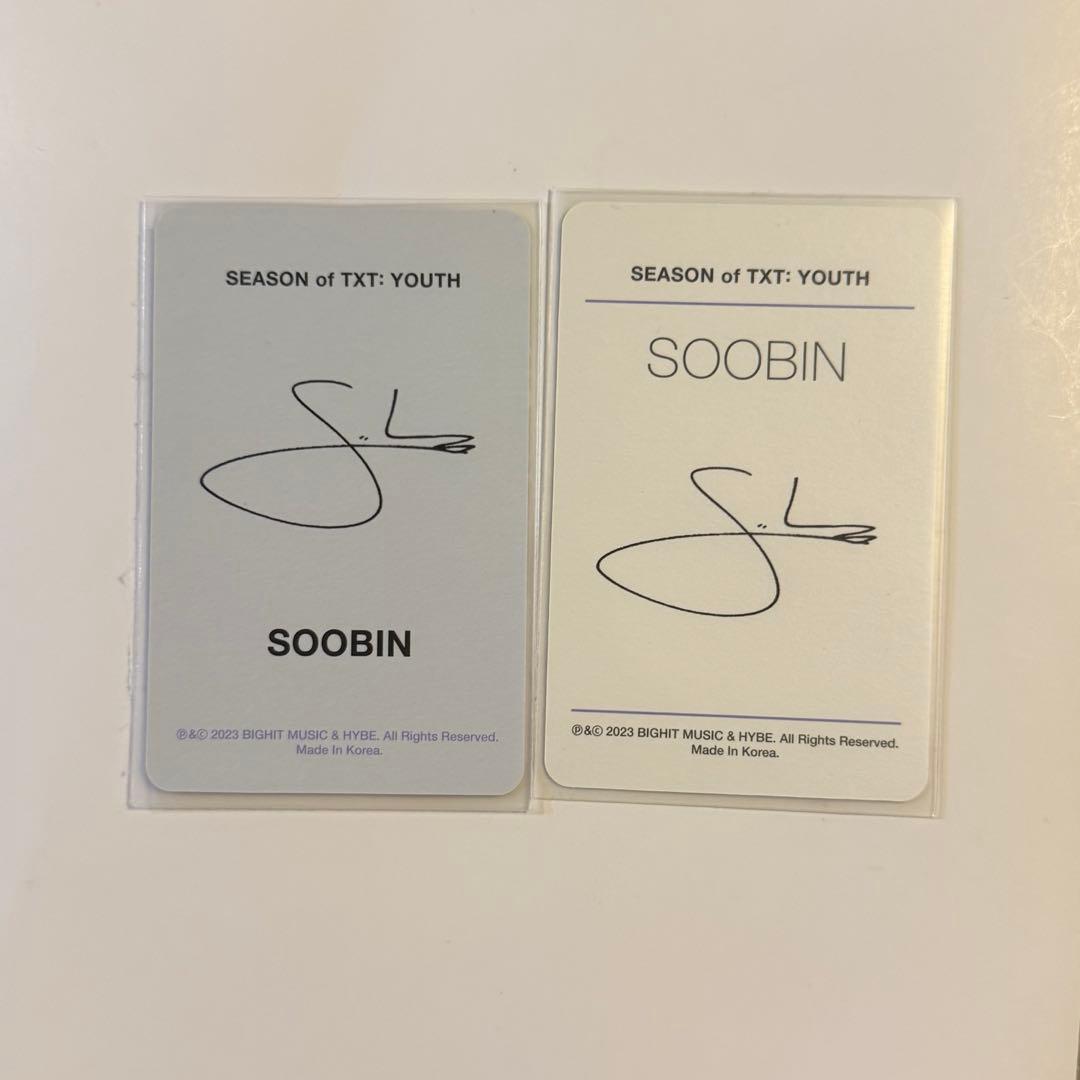 SEASON of TXT: YOUTH
SOOBIN
℗&© 2023 BIGHIT MUSIC & HYBE. All Rights Reserved.
Made In Korea.
SEASON of TXT: YOUTH
SOOBIN
℗&© 2023 BIGHIT MUSIC & HYBE. All Rights Reserved.
Made In Korea.